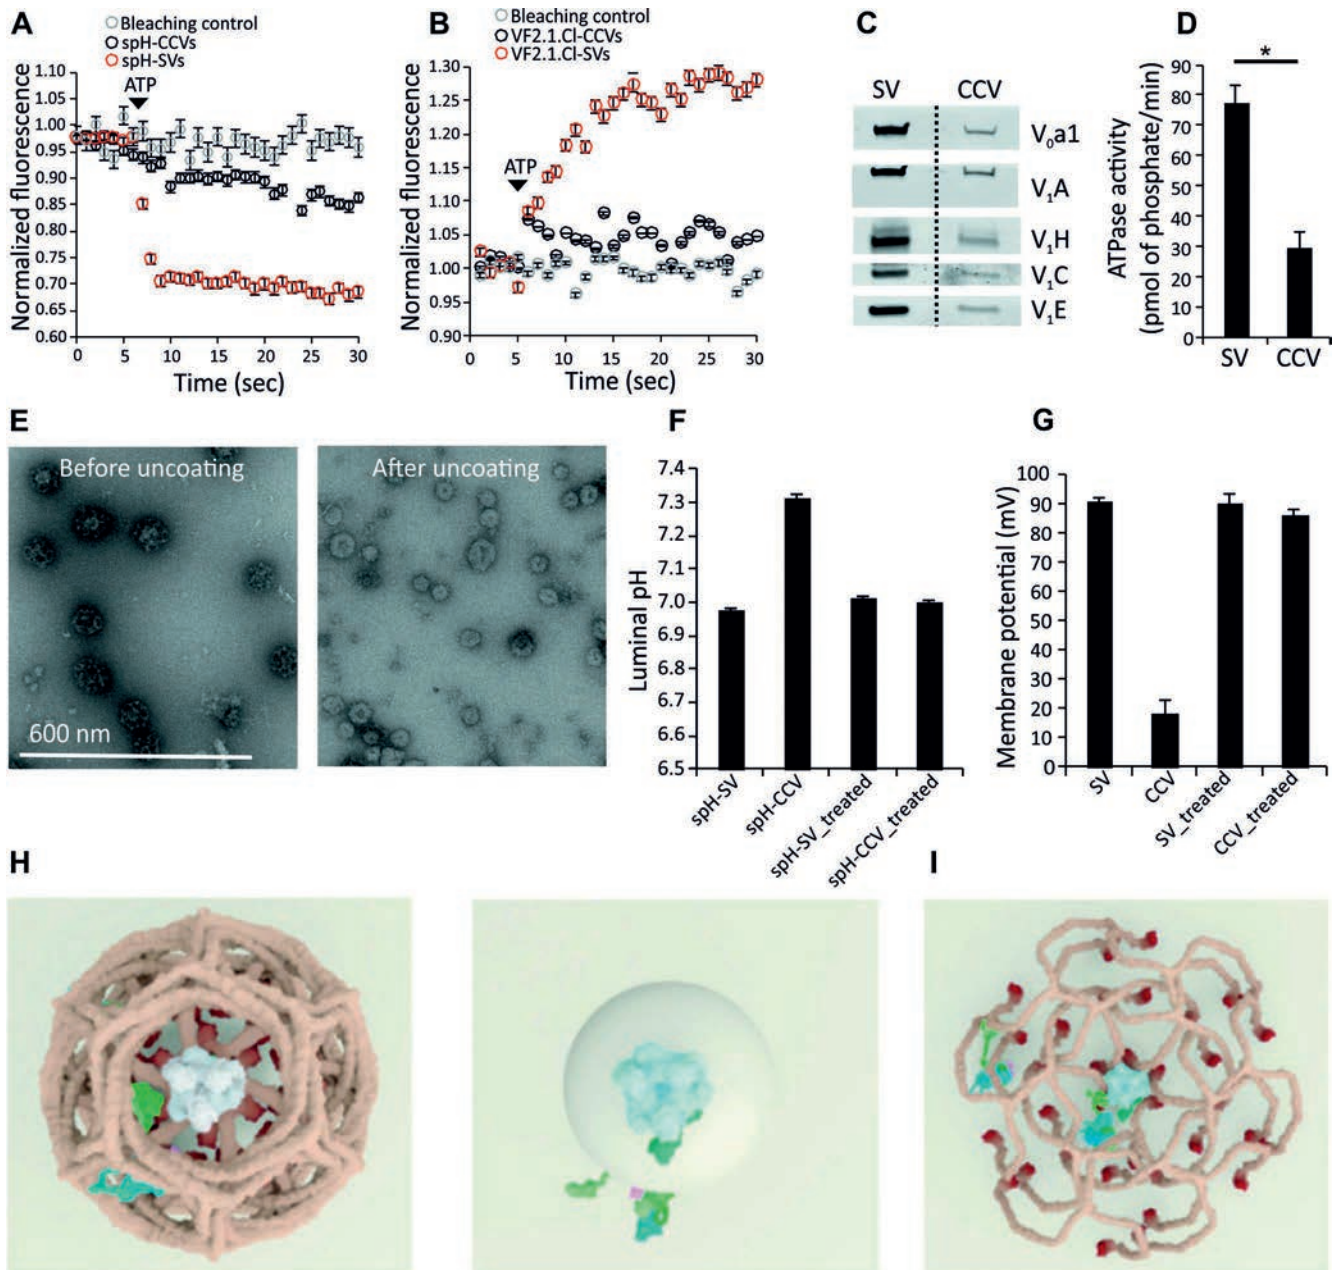 A
Bleaching control
spH-CCVs
spH-SVs
ATP
Normalized fluorescence
1.10
1.05
1.00
0.95
0.90
0.85
0.80
0.75
0.70
0.65
0.60
0 5 10 15 20 25 30
Time (sec)
B
Bleaching control
VF2.1.Cl-CCVs
VF2.1.Cl-SVs
ATP
Normalized fluorescence
1.30
1.20
1.10
1.00
0.95
0.90
0 5 10 15 20 25 30
Time (sec)
C
SV CCV
V₀a1
V₁A
V₁H
V₁C
V₁E
D
*
ATPase activity
(pmol of phosphate/min)
90
80
70
60
50
40
30
20
10
0
SV CCV
E
Before uncoating
600 nm
After uncoating
F
Luminal pH
7.4
7.3
7.2
7.1
7.0
6.9
6.8
6.7
6.6
6.5
spH-SV
spH-CCV
spH-SV_treated
spH-CCV_treated
G
Membrane potential (mV)
100
90
80
70
60
50
40
30
20
10
0
SV
CCV
SV_treated
CCV_treated
H
I